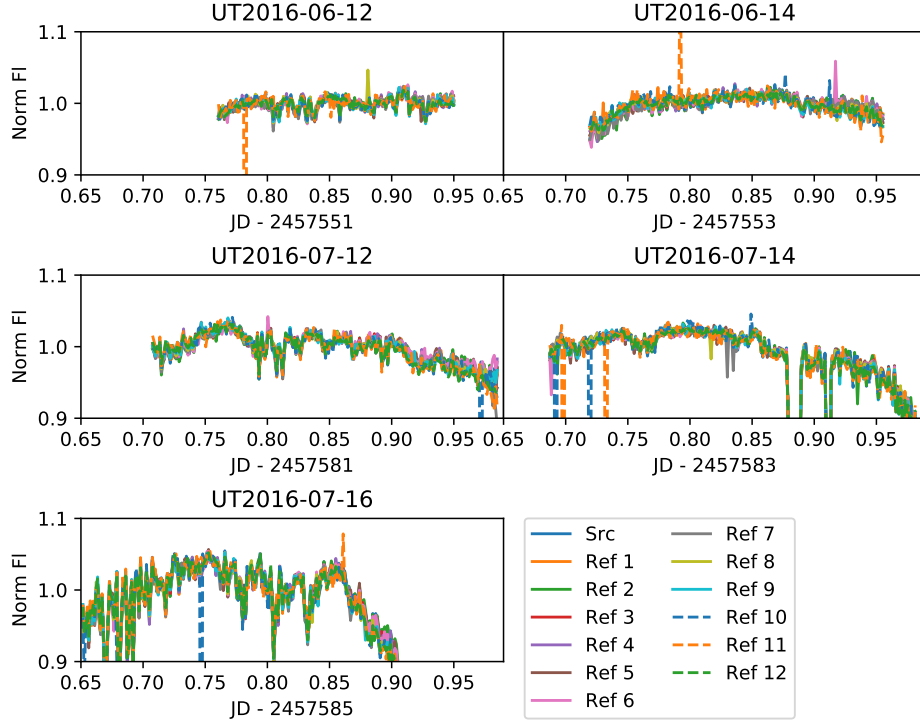 UT2016-06-12
UT2016-06-14
1.1
1.0
0.9
Norm Fl
0.65 0.70 0.75 0.80 0.85 0.90 0.95
0.65 0.70 0.75 0.80 0.85 0.90 0.95
JD - 2457551
JD - 2457553
UT2016-07-12
UT2016-07-14
1.1
1.0
0.9
Norm Fl
0.65 0.70 0.75 0.80 0.85 0.90 0.95
0.65 0.70 0.75 0.80 0.85 0.90 0.95
JD - 2457581
JD - 2457583
UT2016-07-16
1.1
1.0
0.9
Norm Fl
0.65 0.70 0.75 0.80 0.85 0.90 0.95
JD - 2457585
Src
Ref 1
Ref 2
Ref 3
Ref 4
Ref 5
Ref 6
Ref 7
Ref 8
Ref 9
Ref 10
Ref 11
Ref 12